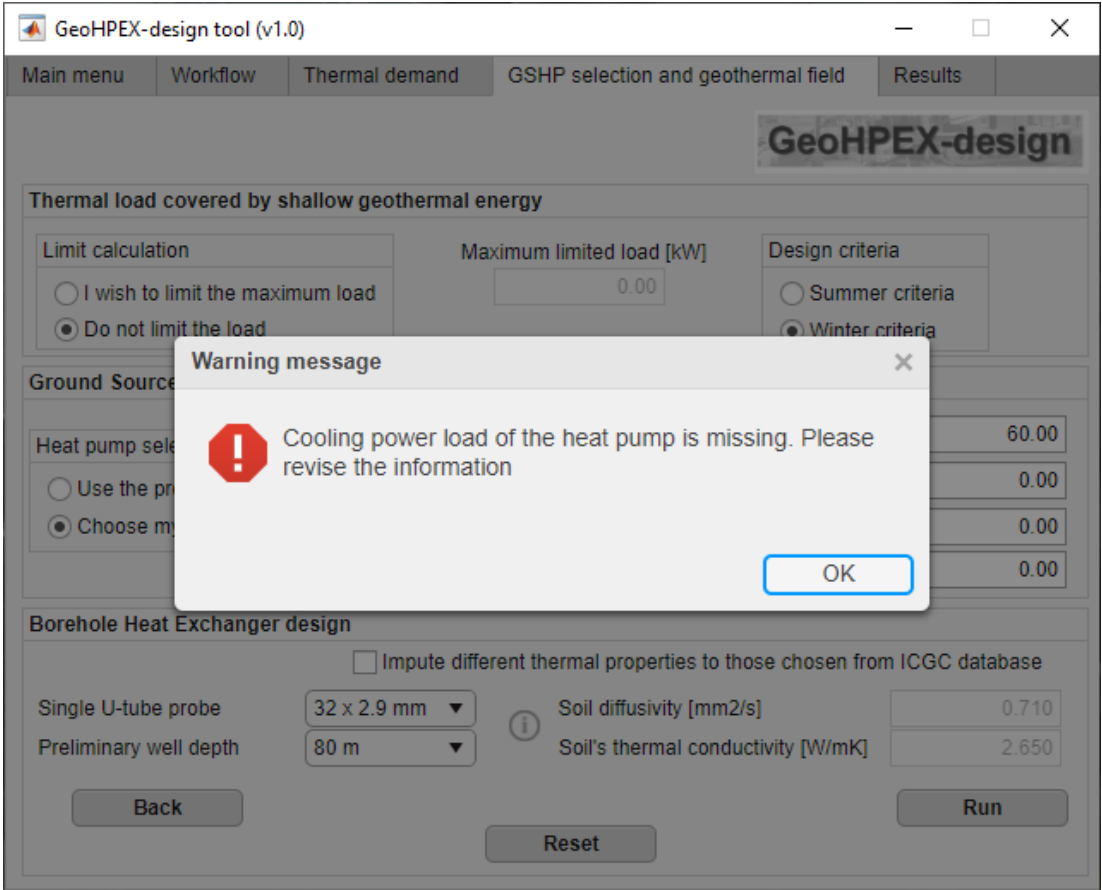 GeoHPEX-design tool (v1.0)
Main menu Workflow Thermal demand GSHP selection and geothermal field Results
GeoHPEX-design
Thermal load covered by shallow geothermal energy
Limit calculation
I wish to limit the maximum load
Do not limit the load
Maximum limited load [kW]
0.00
Design criteria
Summer criteria
Winter criteria
Ground Source
Heat pump
Use the
Choose
60.00
0.00
0.00
0.00
Warning message
Cooling power load of the heat pump is missing. Please
revise the information
OK
Borehole Heat Exchanger design
Impute different thermal properties to those chosen from ICGC database
Single U-tube probe 32 x 2.9 mm
Preliminary well depth 80 m
Soil diffusivity [mm2/s] 0.710
Soil's thermal conductivity [W/mK] 2.650
Back
Reset
Run